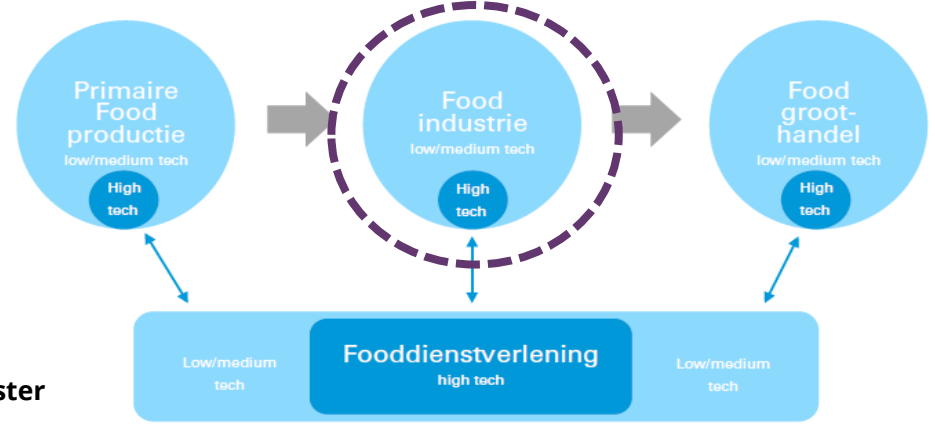 Primaire
Food
productie
low/medium tech
High
tech
Food
industrie
low/medium tech
High
tech
Food
groot-
handel
low/medium tech
High
tech
Low/medium
tech
Fooddienstverlening
high tech
Low/medium
tech
ster